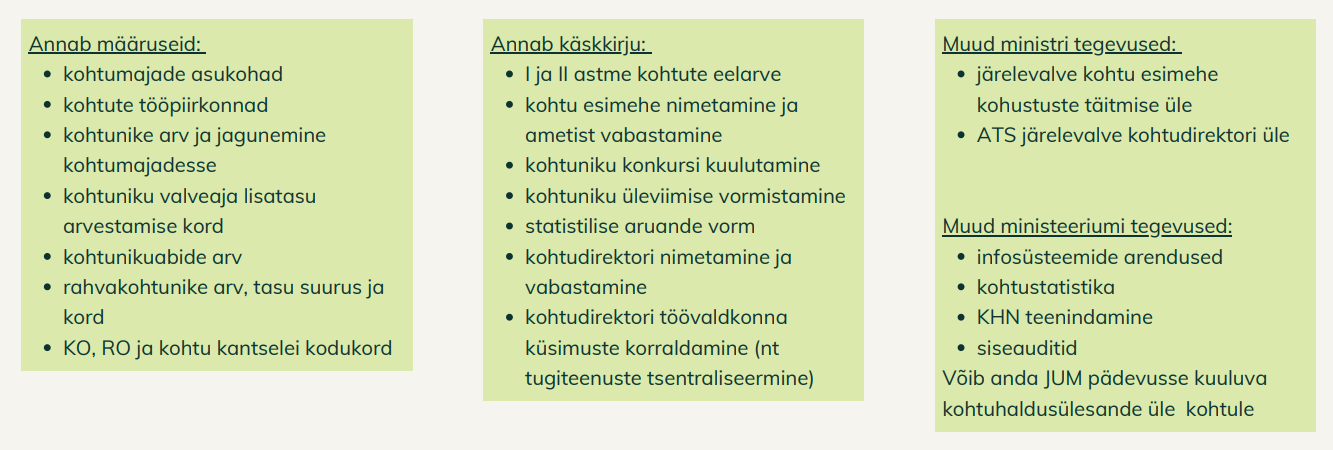 Annab määruseid:
• kohtumajade asukohad
• kohtute tööpiirkonnad
• kohtunike arv ja jagunemine
kohtumajadesse
• kohtuniku valveaja lisatasu
arvestamise kord
• kohtunikuabide arv
• rahvakohtunike arv, tasu suurus ja
kord
• KO, RO ja kohtu kantselei kodukord
Annab käskkirju:
• I ja II astme kohtute eelarve
• kohtu esimehe nimetamine ja
ametist vabastamine
• kohtuniku konkursi kuulutamine
• kohtuniku üleviimise vormistamine
• statistilise aruande vorm
• kohtudirektori nimetamine ja
vabastamine
• kohtudirektori töövaldkonna
küsimuste korraldamine (nt
tugiteenuste tsentraliseermine)
Muud ministri tegevused:
• järelevalve kohtu esimehe
kohustuste täitmise üle
• ATS järelevalve kohtudirektori üle
Muud ministeeriumi tegevused:
• infosüsteemide arendused
• kohtustatistika
• KHN teenindamine
• siseauditid
Võib anda JUM pädevusse kuuluva
kohtuhaldusülesande üle kohtule